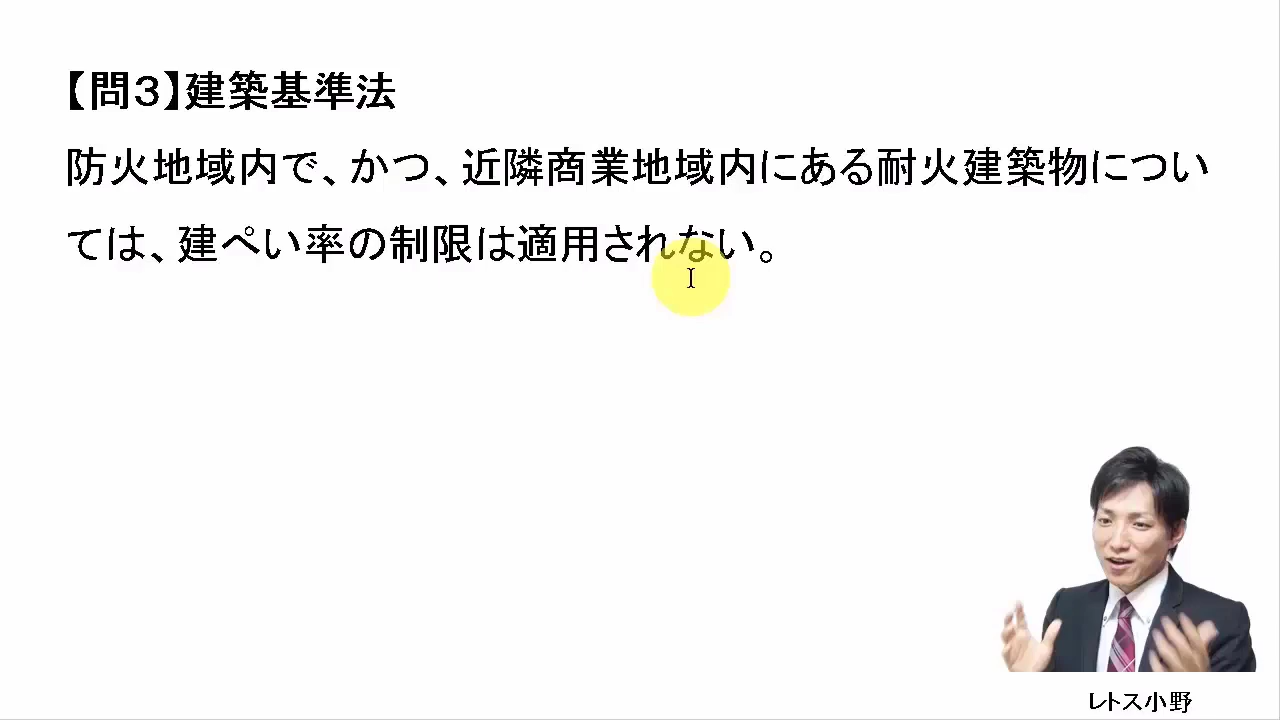 【問３】建築基準法
防火地域内で、かつ、近隣商業地域内にある耐火建築物につい
ては、建ぺい率の制限は適用されない。
レトス小野